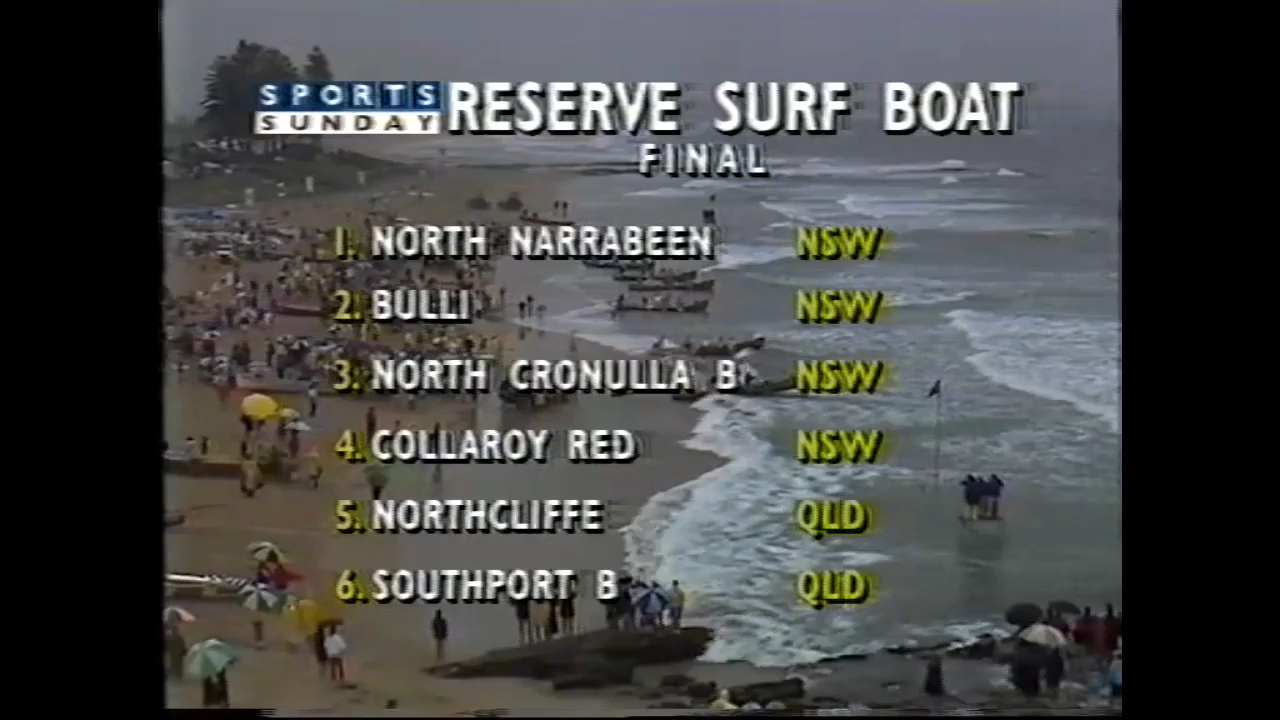 SPORTS
SUNDAY
RESERVE SURF BOAT
FINAL
1. NORTH NARRABEEN NSW
2. BULLI NSW
3. NORTH CRONULLA B NSW
4. COLLAROY RED NSW
5. NORTHCLIFFE QLD
6. SOUTHPORT B QLD